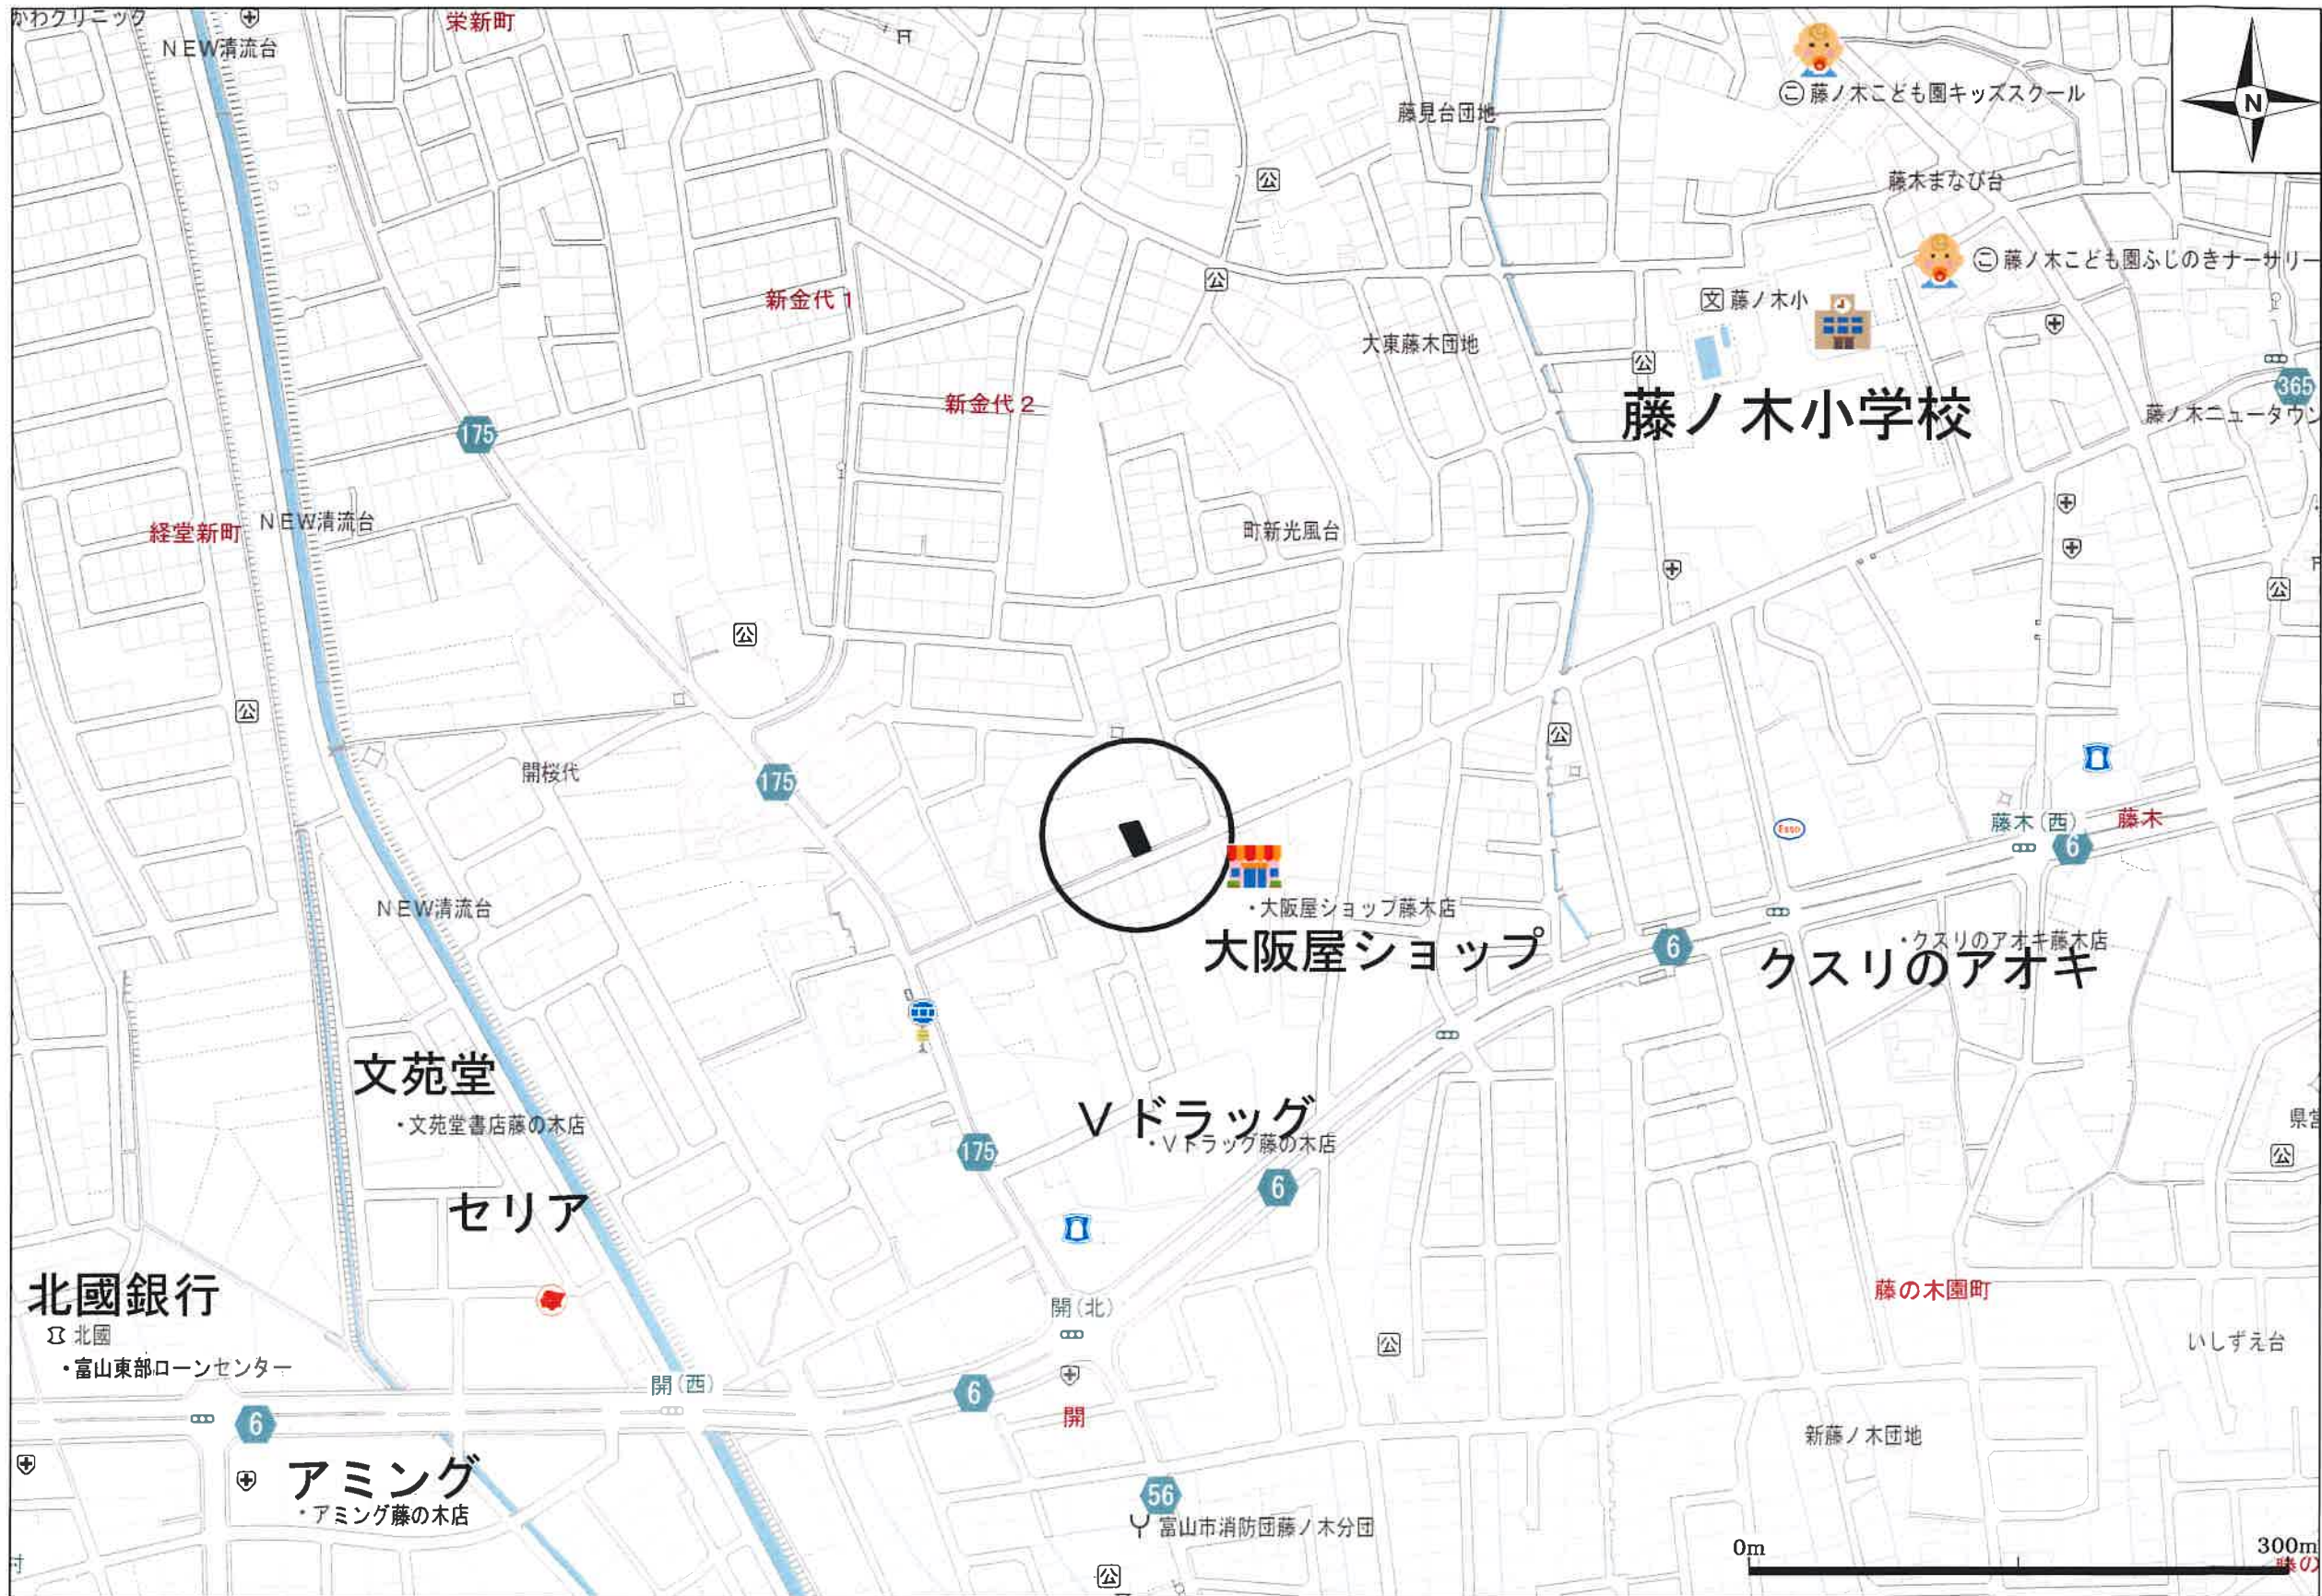 かわクリニック
栄新町
NEW清流台
藤見台団地
藤ノ木こども園キッズスクール
N
藤木まなび台
藤ノ木こども園ふじのきナーサリー
新金代1
文 藤ノ木小
大東藤木団地
365
新金代2
藤ノ木小学校
藤ノ木ニュータウン
175
経堂新町
NEW清流台
町新光風台
公
開桜代
175
Esso
藤木(西)
藤木
6
NEW清流台
・大阪屋ショップ藤木店
大阪屋ショップ
6
・クスリのアオキ藤木店
クスリのアオキ
文苑堂
・文苑堂書店藤の木店
Vドラッグ
・Vドラッグ藤の木店
175
6
セリア
北國銀行
北國
・富山東部ローンセンター
開(北)
藤の木園町
いしずえ台
開(西)
6
6
開
新藤ノ木団地
アミング
・アミング藤の木店
56
富山市消防団藤ノ木分団
0m
300m
藤の
村